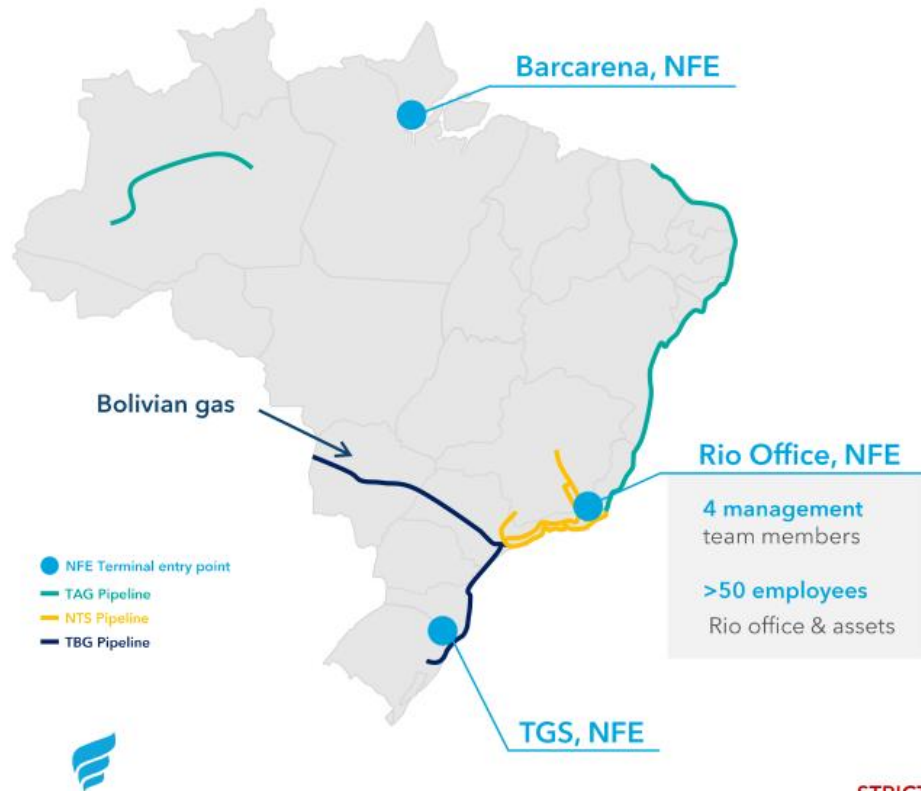 Barcarena, NFE
Bolivian gas
Rio Office, NFE
4 management
team members
>50 employees
Rio office & assets
NFE Terminal entry point
TAG Pipeline
NTS Pipeline
TBG Pipeline
TGS, NFE